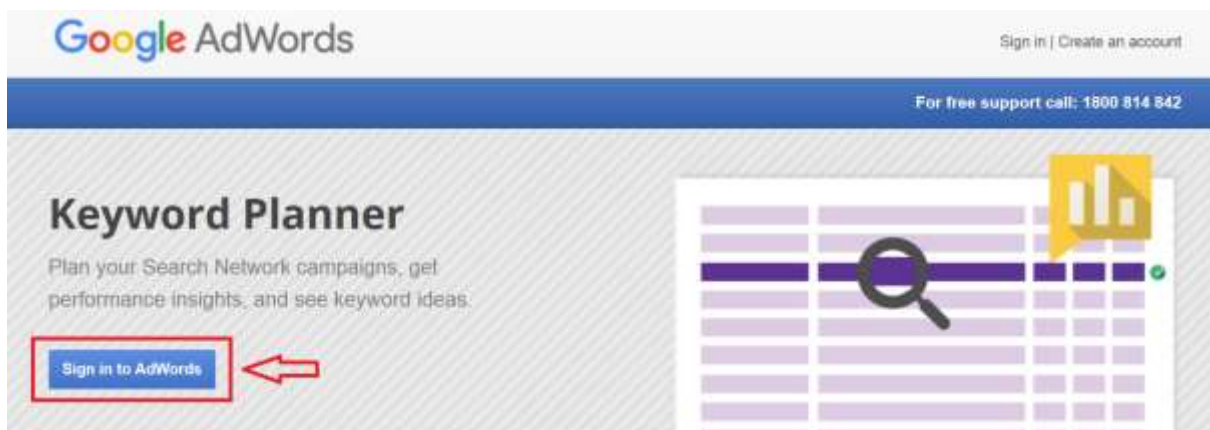 Google AdWords
Sign in | Create an account
For free support call: 1800 814 842
Keyword Planner
Plan your Search Network campaigns, get
performance insights, and see keyword ideas.
Sign in to AdWords